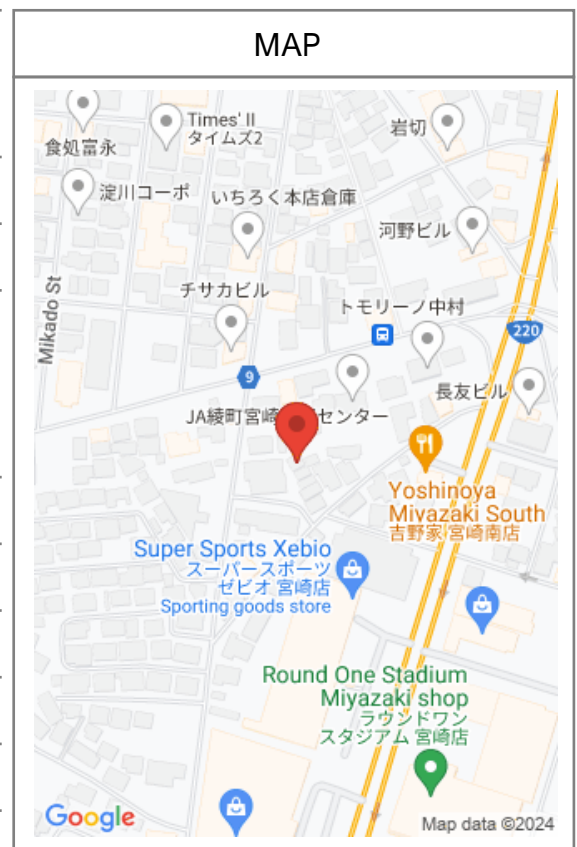 MAP
Times' II
タイムズ2
食処富永
岩切
淀川コーポ
いちろく本店倉庫
河野ビル
チサカビル
Mikado St
トモリーノ中村
220
9
長友ビル
JA綾町宮崎
センター
Yoshinoya
Miyazaki South
吉野家 宮崎南店
Super Sports Xebio
スーパースポーツ
ゼビオ 宮崎店
Sporting goods store
Round One Stadium
Miyazaki shop
ラウンドワン
スタジアム 宮崎店
Google
Map data ©2024